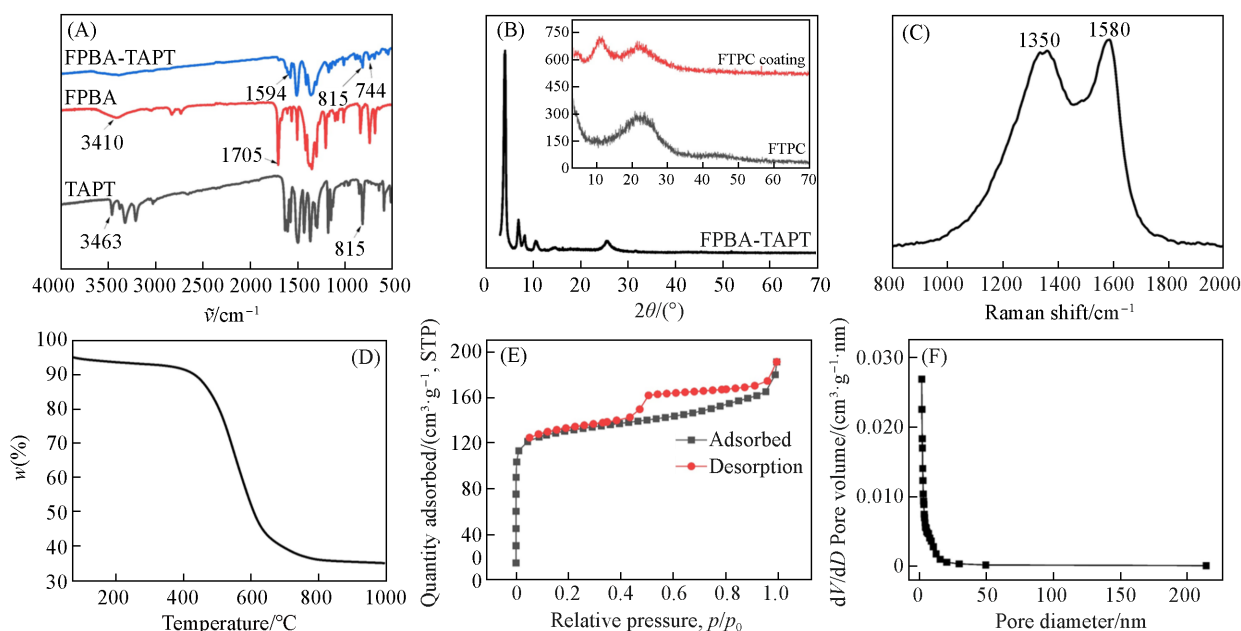 (A)
FPBA-TAPT
1594
815
744
FPBA
3410
1705
TAPT
3463
815
4000 3500 3000 2500 2000 1500 1000 500
ṽ/cm⁻¹
(B)
750
600
450
300
150
0
FTPC coating
FTPC
10 20 30 40 50 60 70
FPBA-TAPT
0 10 20 30 40 50 60 70
2θ/(°)
(C)
1350
1580
800 1000 1200 1400 1600 1800 2000
Raman shift/cm⁻¹
(D)
100
90
80
70
60
50
40
30
w(%)
200 400 600 800 1000
Temperature/°C
(E)
200
160
120
80
40
0
0
Quantity adsorbed/(cm³·g⁻¹, STP)
Adsorbed
Desorption
0 0.2 0.4 0.6 0.8 1.0
Relative pressure, p/p₀
(F)
0.030
0.020
0.010
0
dV/dD Pore volume/(cm³·g⁻¹·nm)
0 50 100 150 200
Pore diameter/nm